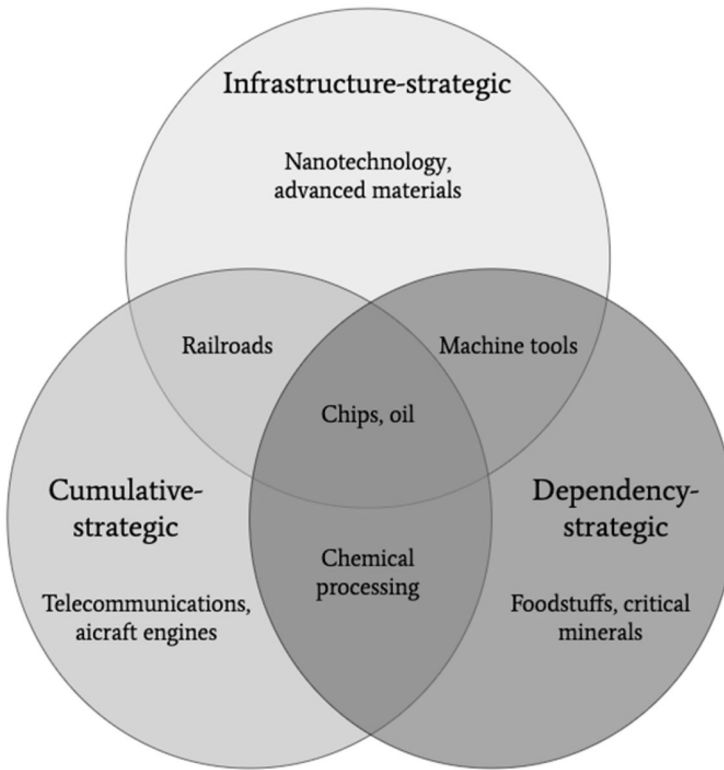 Infrastructure-strategic
Nanotechnology,
advanced materials
Railroads
Machine tools
Chips, oil
Cumulative-
strategic
Dependency-
strategic
Chemical
processing
Telecommunications,
aicraft engines
Foodstuffs, critical
minerals